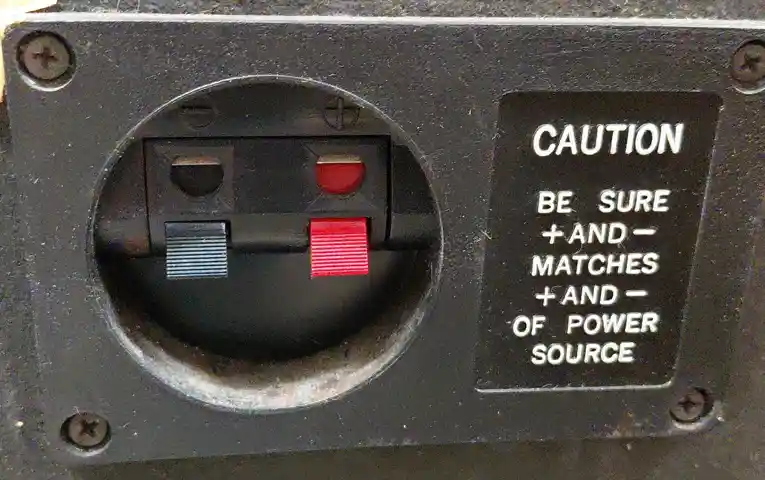 − +
CAUTION
BE SURE
+ AND −
MATCHES
+ AND −
OF POWER
SOURCE